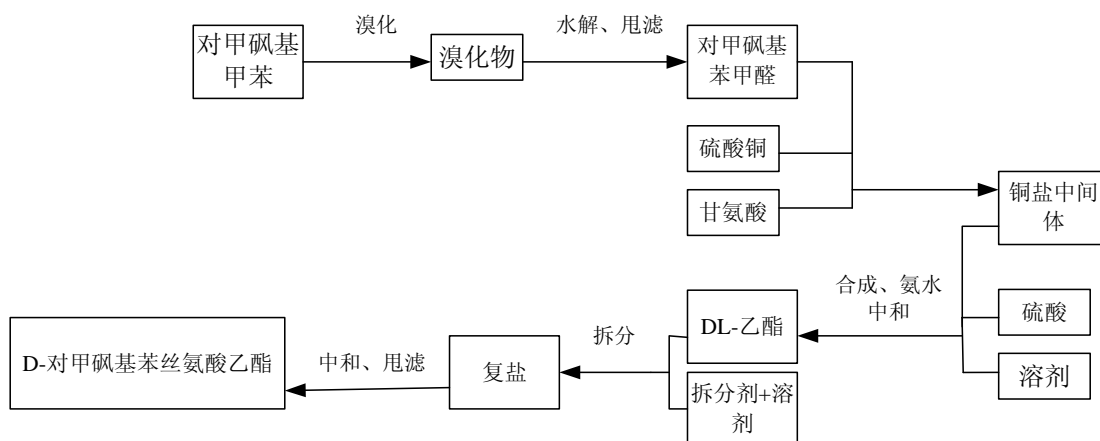 溴化
水解、甩滤
对甲砜基
甲苯
溴化物
对甲砜基
苯甲醛
硫酸铜
甘氨酸
铜盐中间
体
合成、氨水
中和
硫酸
溶剂
DL-乙酯
拆分剂+溶
剂
拆分
复盐
中和、甩滤
D-对甲砜基苯丝氨酸乙酯